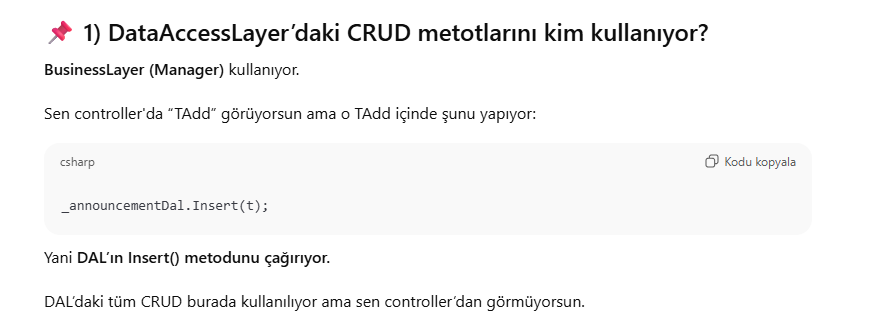 📌 1) DataAccessLayer’daki CRUD metotlarını kim kullanıyor?
BusinessLayer (Manager) kullanıyor.
Sen controller'da “TAdd” görüyorsun ama o TAdd içinde şunu yapıyor:
csharp
Kodu kopyala
_announcementDal.Insert(t);
Yani DAL’ın Insert() metodunu çağırıyor.
DAL’daki tüm CRUD burada kullanılıyor ama sen controller’dan görmüyorsun.